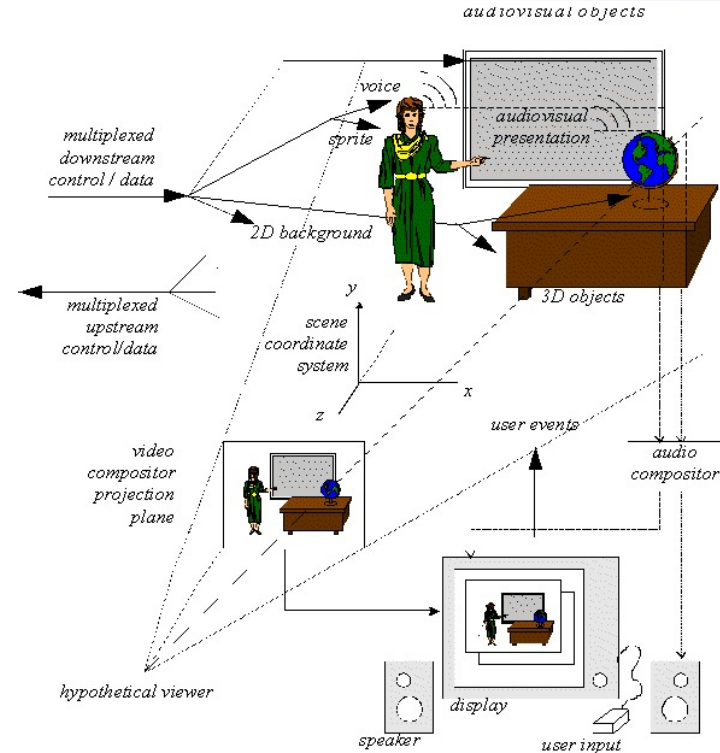 audiovisual objects
voice
sprite
audiovisual
presentation
multiplexed
downstream
control / data
2D background
3D objects
multiplexed
upstream
control/data
y
scene
coordinate
system
x
z
user events
video
compositor
projection
plane
audio
compositor
hypothetical viewer
display
speaker
user input